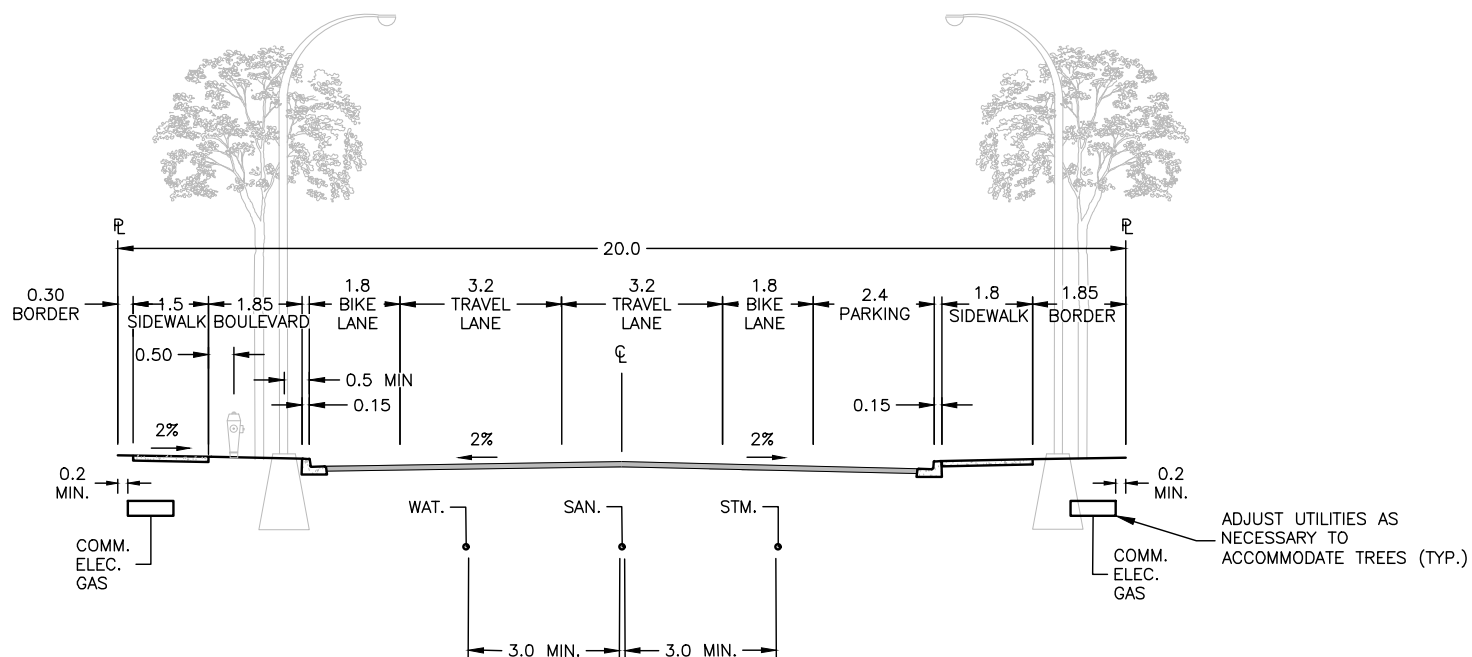 ℄
℄
20.0
0.30
BORDER
1.5
SIDEWALK
1.85
BOULEVARD
1.8
BIKE
LANE
3.2
TRAVEL
LANE
3.2
TRAVEL
LANE
1.8
BIKE
LANE
2.4
PARKING
1.8
SIDEWALK
1.85
BORDER
0.50
℄
0.5 MIN
0.15
0.15
2%
2%
2%
0.2
MIN.
0.2
MIN.
WAT.
SAN.
STM.
COMM.
ELEC.
GAS
COMM.
ELEC.
GAS
ADJUST UTILITIES AS
NECESSARY TO
ACCOMMODATE TREES (TYP.)
3.0 MIN.
3.0 MIN.